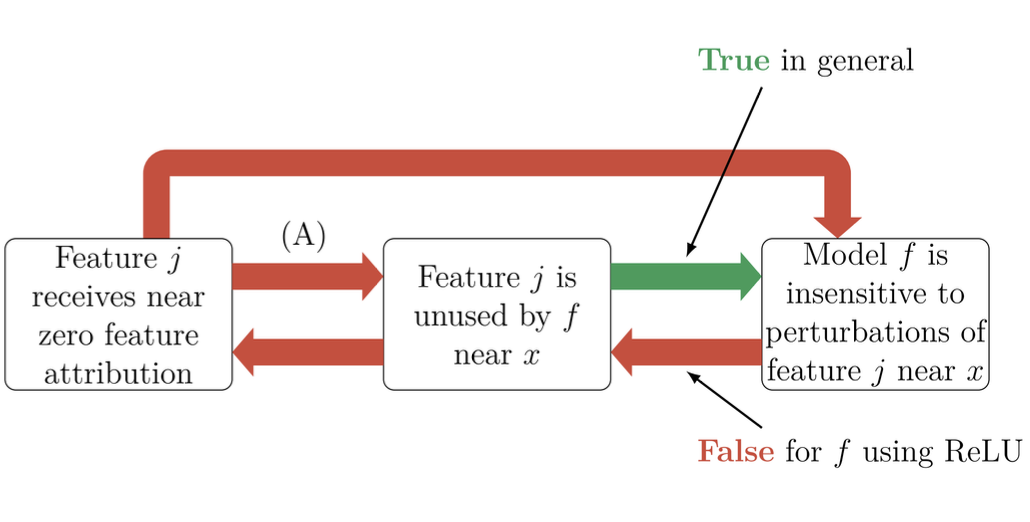 True in general
(A)
Feature j
receives near
zero feature
attribution
Feature j is
unused by f
near x
Model f is
insensitive to
perturbations of
feature j near x
False for f using ReLU